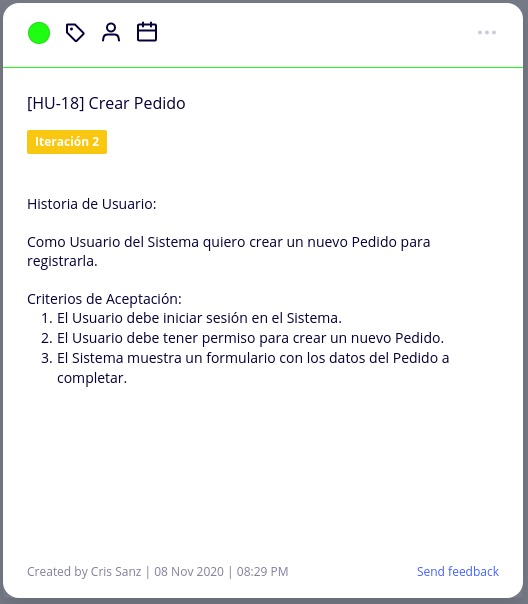 [HU-18] Crear Pedido
Iteración 2
Historia de Usuario:
Como Usuario del Sistema quiero crear un nuevo Pedido para
registrarla.
Criterios de Aceptación:
1. El Usuario debe iniciar sesión en el Sistema.
2. El Usuario debe tener permiso para crear un nuevo Pedido.
3. El Sistema muestra un formulario con los datos del Pedido a
completar.
Created by Cris Sanz | 08 Nov 2020 | 08:29 PM
Send feedback